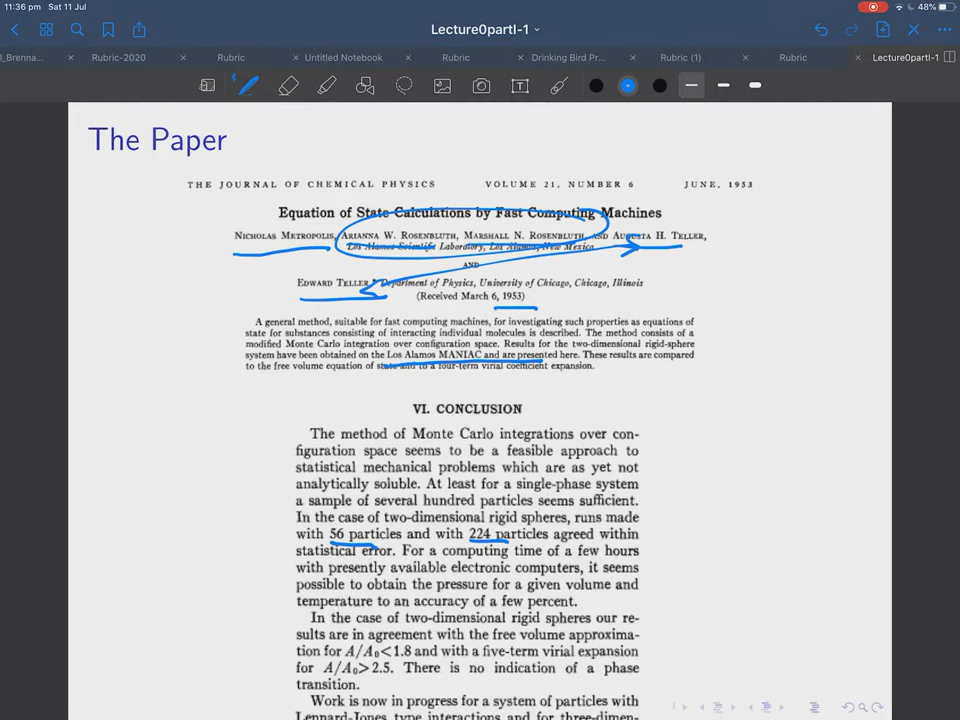 11:36 pm Sat 11 Jul
48%
Lecture0partI-1
l_Brenna...
Rubric-2020
Rubric
Untitled Notebook
Rubric
Drinking Bird Pr...
Rubric (1)
Rubric
Lecture0partI-1
The Paper
THE JOURNAL OF CHEMICAL PHYSICS VOLUME 21, NUMBER 6 JUNE, 1953
Equation of State Calculations by Fast Computing Machines
NICHOLAS METROPOLIS, ARIANNA W. ROSENBLUTH, MARSHALL N. ROSENBLUTH, AND AUGUSTA H. TELLER,
Los Alamos Scientific Laboratory, Los Alamos, New Mexico
AND
EDWARD TELLER,* Department of Physics, University of Chicago, Chicago, Illinois
(Received March 6, 1953)
A general method, suitable for fast computing machines, for investigating such properties as equations of
state for substances consisting of interacting individual molecules is described. The method consists of a
modified Monte Carlo integration over configuration space. Results for the two-dimensional rigid-sphere
system have been obtained on the Los Alamos MANIAC and are presented here. These results are compared
to the free volume equation of state and to a four-term virial coefficient expansion.
VI. CONCLUSION
The method of Monte Carlo integrations over con-
figuration space seems to be a feasible approach to
statistical mechanical problems which are as yet not
analytically soluble. At least for a single-phase system
a sample of several hundred particles seems sufficient.
In the case of two-dimensional rigid spheres, runs made
with 56 particles and with 224 particles agreed within
statistical error. For a computing time of a few hours
with presently available electronic computers, it seems
possible to obtain the pressure for a given volume and
temperature to an accuracy of a few percent.
In the case of two-dimensional rigid spheres our re-
sults are in agreement with the free volume approxima-
tion for A/A₀<1.8 and with a five-term virial expansion
for A/A₀>2.5. There is no indication of a phase
transition.
Work is now in progress for a system of particles with
Lennard-Jones type interactions and for three-dimen-